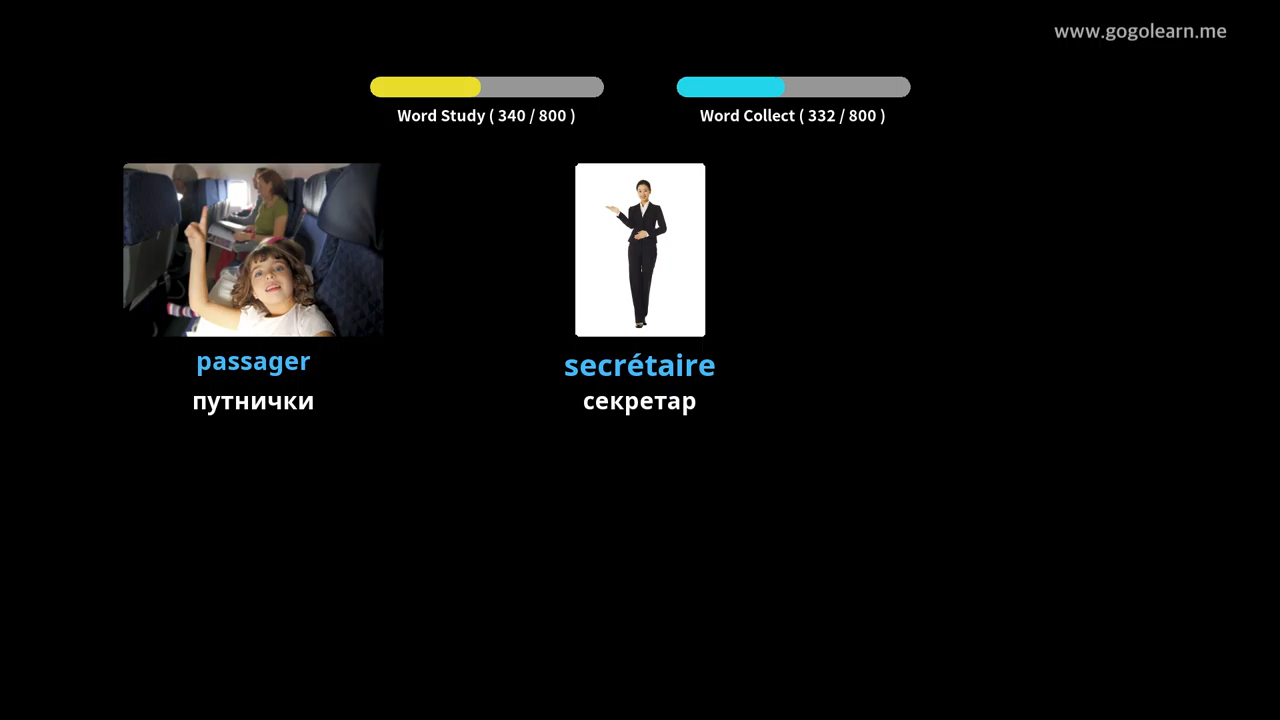 www.gogolearn.me
Word Study ( 340 / 800 )
Word Collect ( 332 / 800 )
passager
путнички
secrétaire
секретар